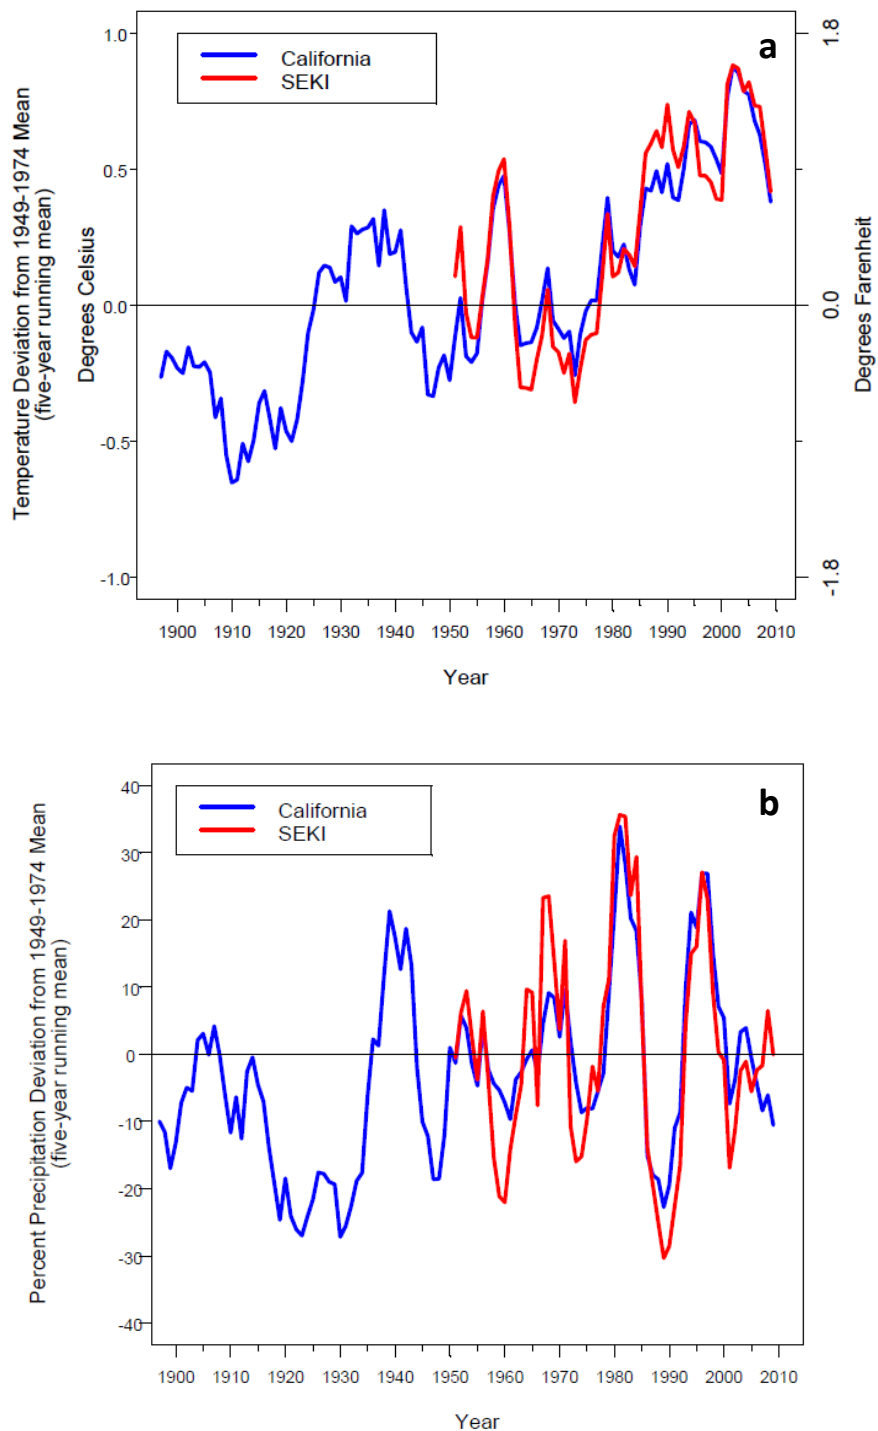 a
California
SEKI
1.0
0.5
0.0
-0.5
-1.0
Temperature Deviation from 1949-1974 Mean
(five-year running mean)
Degrees Celsius
1.8
0.0
-1.8
Degrees Farenheit
1900 1910 1920 1930 1940 1950 1960 1970 1980 1990 2000 2010
Year
b
California
SEKI
40
30
20
10
0
-10
-20
-30
-40
Percent Precipitation Deviation from 1949-1974 Mean
(five-year running mean)
1900 1910 1920 1930 1940 1950 1960 1970 1980 1990 2000 2010
Year